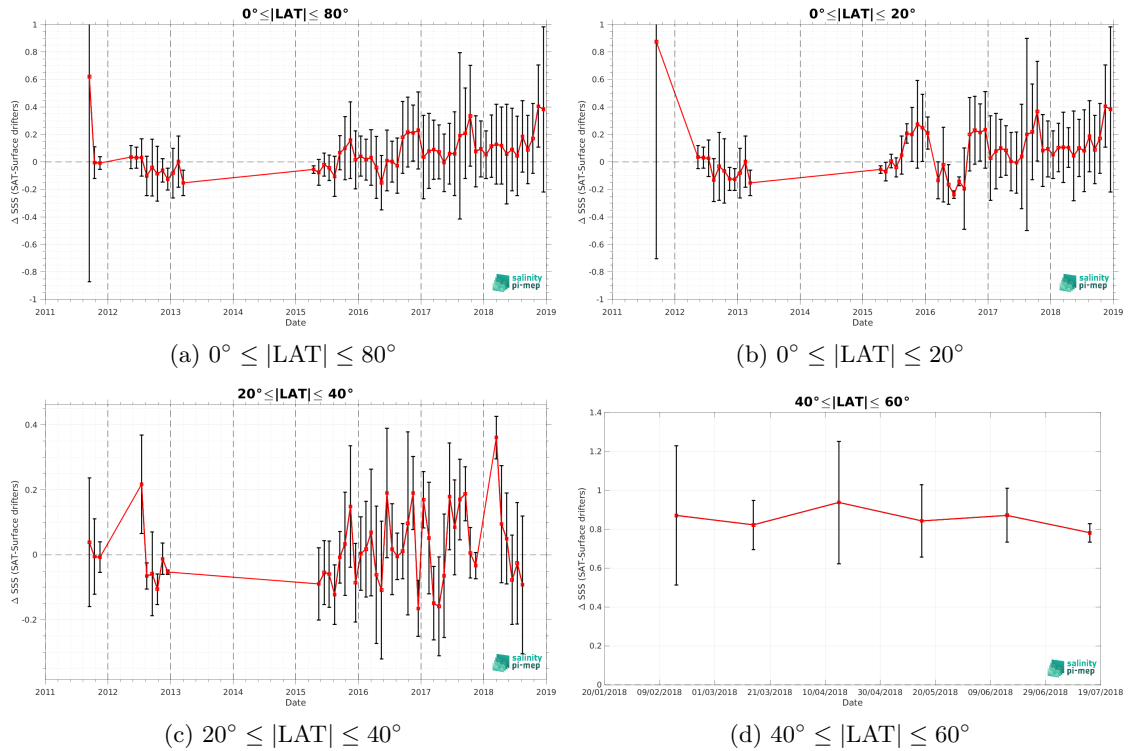 0°≤|LAT|≤ 80°
1
0.8
0.6
0.4
0.2
0
-0.2
-0.4
-0.6
-0.8
-1
Δ SSS (SAT-Surface drifters)
salinity
pi-mep
2011 2012 2013 2014 2015 2016 2017 2018 2019
Date
(a) 0° ≤ |LAT| ≤ 80°
0°≤|LAT|≤ 20°
1
0.8
0.6
0.4
0.2
0
-0.2
-0.4
-0.6
-0.8
-1
Δ SSS (SAT-Surface drifters)
salinity
pi-mep
2011 2012 2013 2014 2015 2016 2017 2018 2019
Date
(b) 0° ≤ |LAT| ≤ 20°
20°≤|LAT|≤ 40°
0.4
0.2
0
-0.2
Δ SSS (SAT-Surface drifters)
salinity
pi-mep
2011 2012 2013 2014 2015 2016 2017 2018 2019
Date
(c) 20° ≤ |LAT| ≤ 40°
40°≤|LAT|≤ 60°
1.4
1.2
1
0.8
0.6
0.4
0.2
0
Δ SSS (SAT-Surface drifters)
salinity
pi-mep
20/01/2018 09/02/2018 01/03/2018 21/03/2018 10/04/2018 30/04/2018 20/05/2018 09/06/2018 29/06/2018 19/07/2018
Date
(d) 40° ≤ |LAT| ≤ 60°